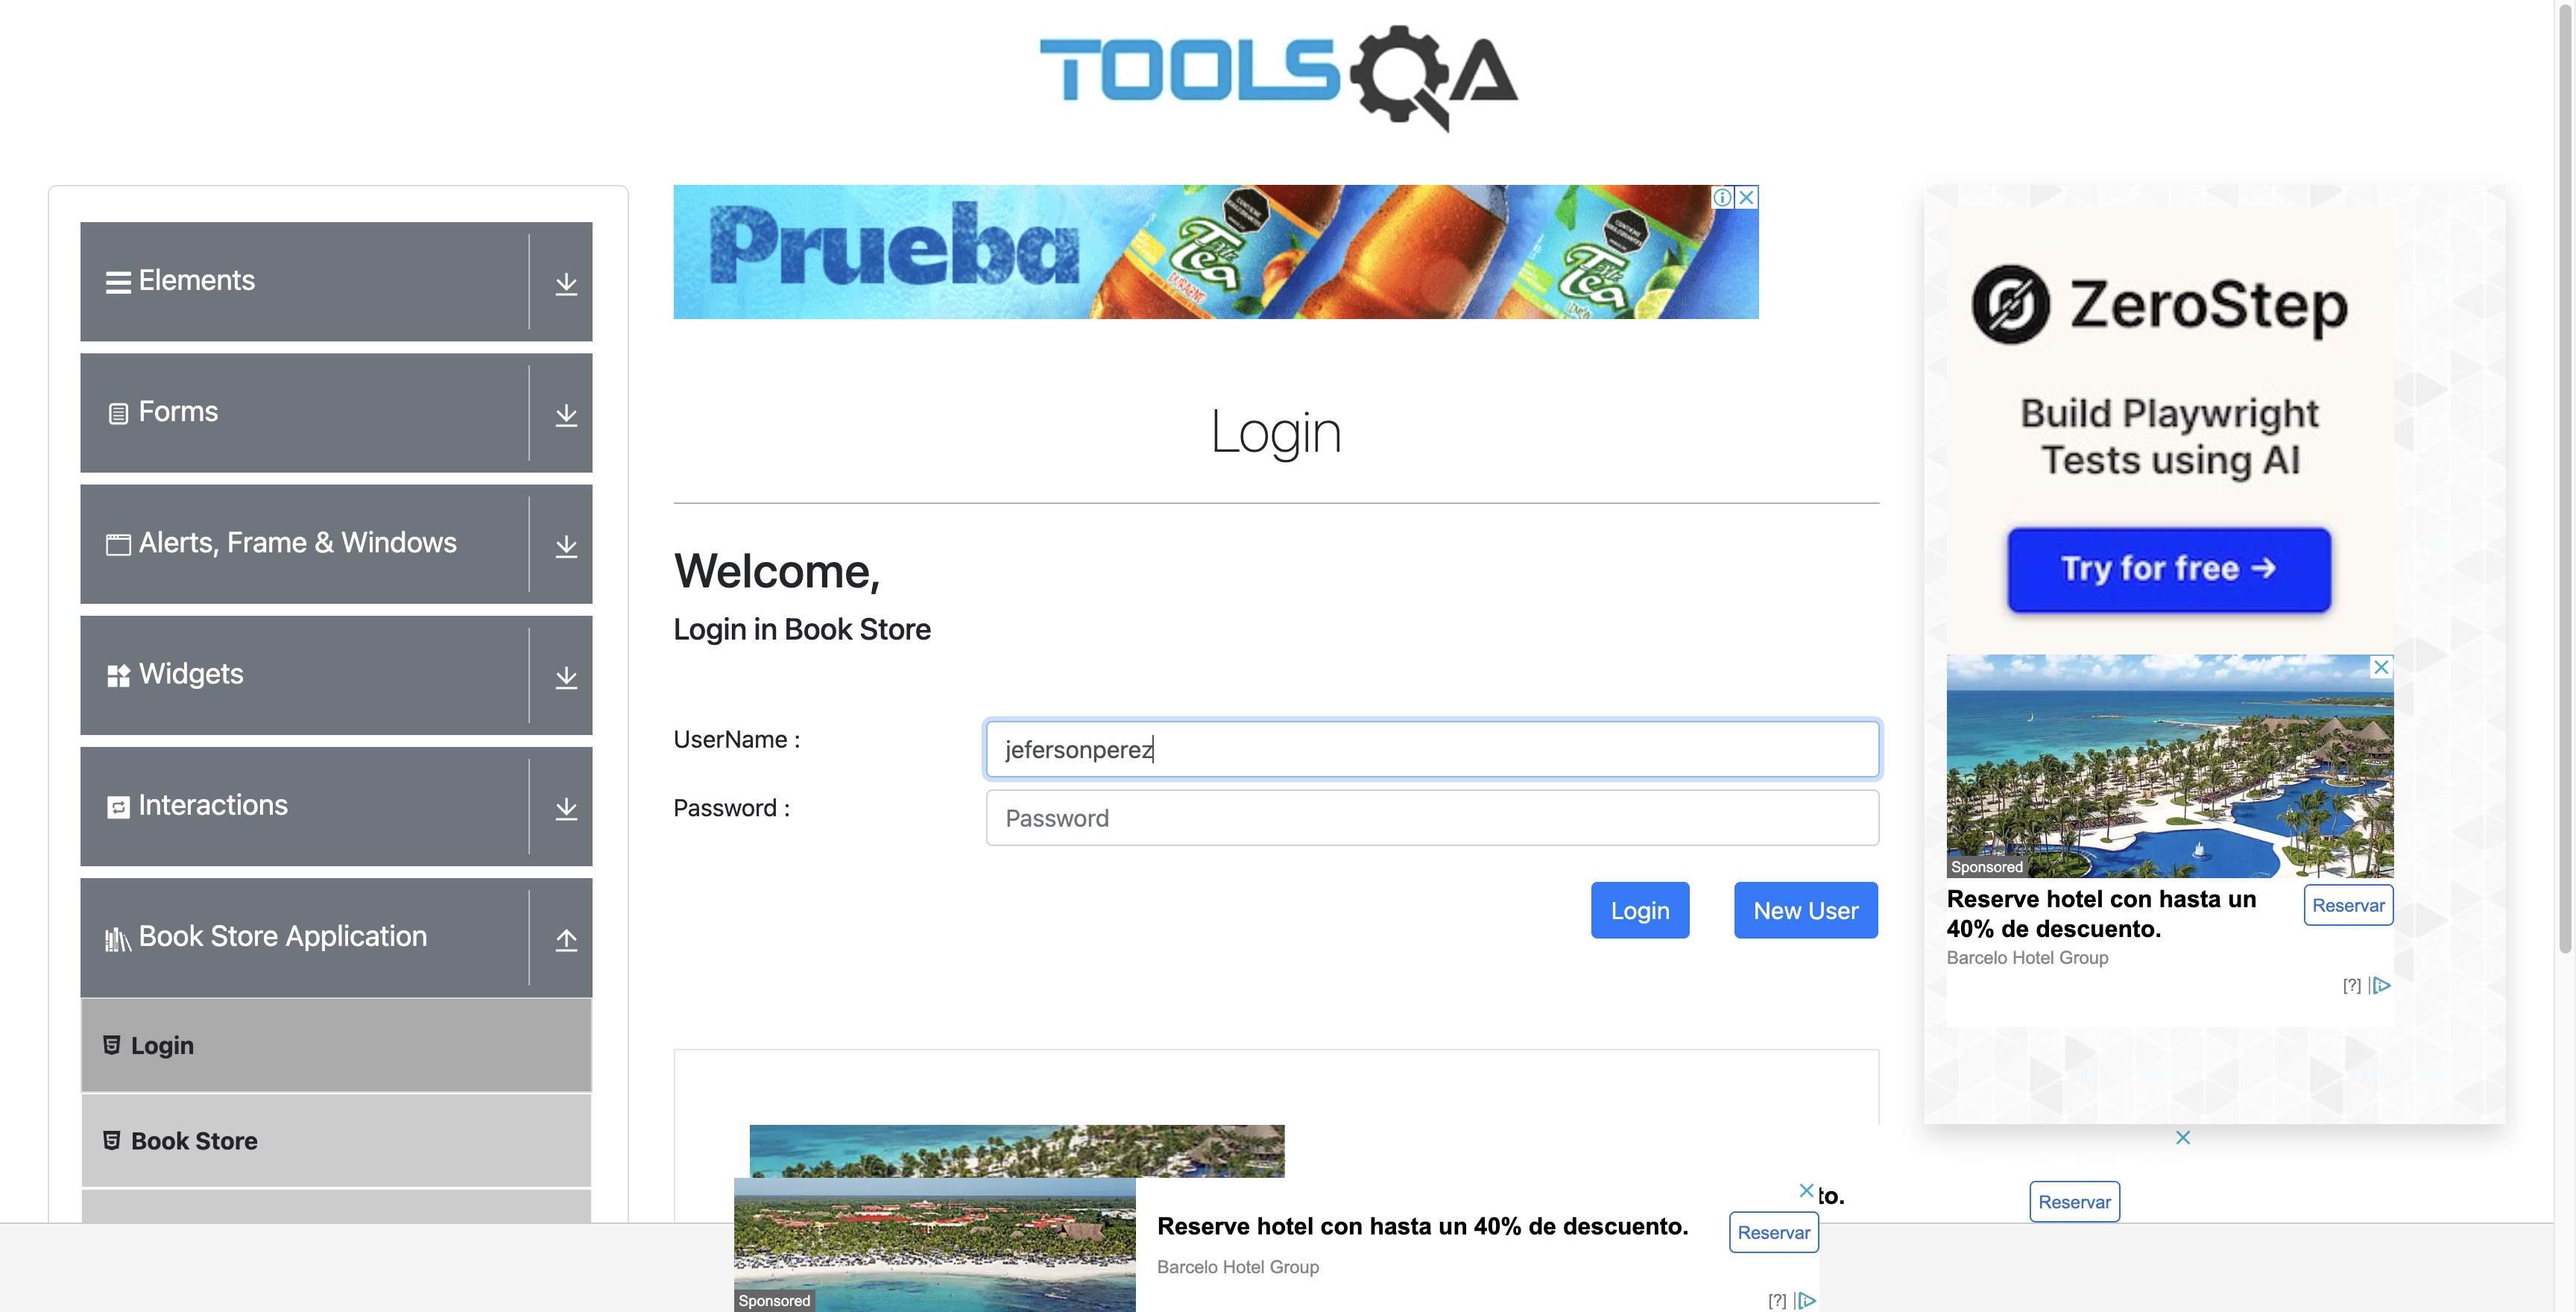 TOOLSQA
Elements
Forms
Alerts, Frame & Windows
Widgets
Interactions
Book Store Application
Login
Book Store
Prueba
Login
Welcome,
Login in Book Store
UserName :
jefersonperez
Password :
Password
Login
New User
ZeroStep
Build Playwright
Tests using AI
Try for free →
Sponsored
Reserve hotel con hasta un
40% de descuento.
Reservar
Barcelo Hotel Group
[?]
to.
Reservar
Reserve hotel con hasta un 40% de descuento.
Reservar
Barcelo Hotel Group
Sponsored
[?]